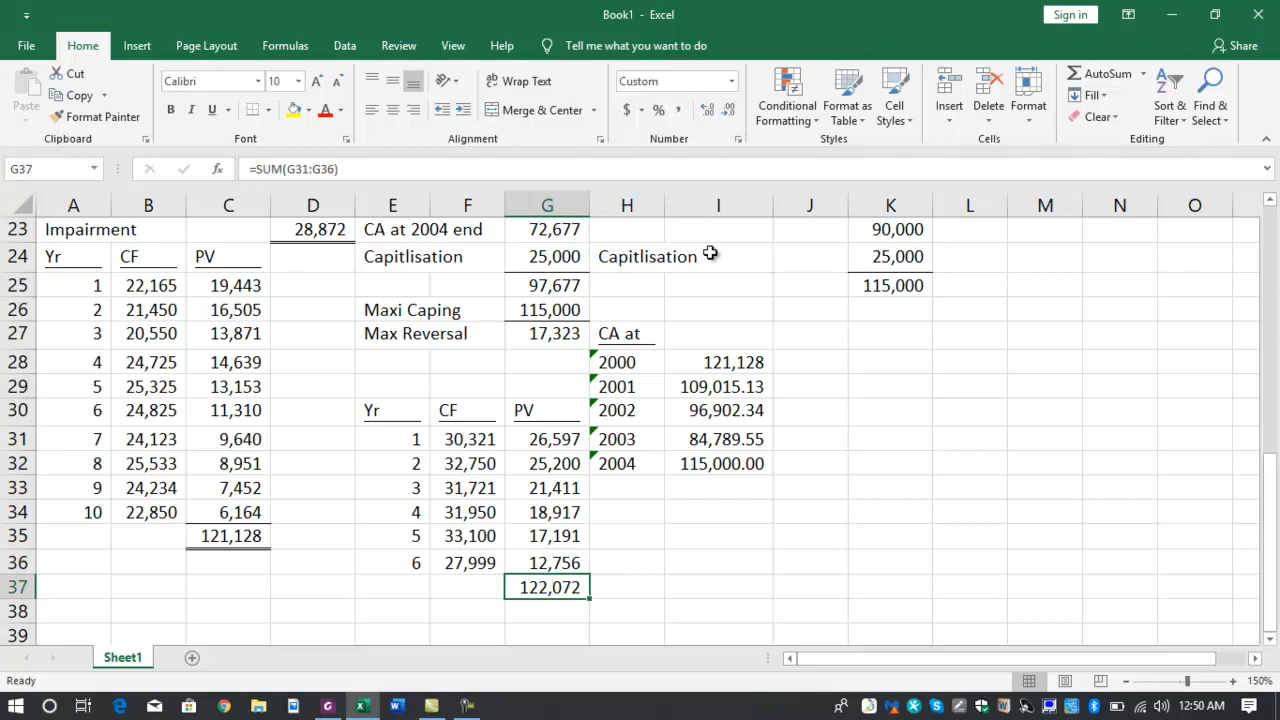 Book1 - Excel
Sign in
File Home Insert Page Layout Formulas Data Review View Help Tell me what you want to do Share
Paste
Cut
Copy
Format Painter
Clipboard
Calibri 10 A A
B I U A
Font
Wrap Text
Merge & Center
Alignment
Custom
$ % ,
Number
Conditional Formatting
Format as Table
Cell Styles
Styles
Insert
Delete
Format
Cells
AutoSum
Fill
Clear
Sort & Filter
Find & Select
Editing
G37 fx =SUM(G31:G36)
A B C D E F G H I J K L M N O
23 Impairment 28,872 CA at 2004 end 72,677 90,000
24 Yr CF PV Capitlisation 25,000 Capitlisation 25,000
25 1 22,165 19,443 97,677 115,000
26 2 21,450 16,505 Maxi Caping 115,000
27 3 20,550 13,871 Max Reversal 17,323 CA at
28 4 24,725 14,639 2000 121,128
29 5 25,325 13,153 2001 109,015.13
30 6 24,825 11,310 Yr CF PV 2002 96,902.34
31 7 24,123 9,640 1 30,321 26,597 2003 84,789.55
32 8 25,533 8,951 2 32,750 25,200 2004 115,000.00
33 9 24,234 7,452 3 31,721 21,411
34 10 22,850 6,164 4 31,950 18,917
35 121,128 5 33,100 17,191
36 6 27,999 12,756
37 122,072
38
39
Sheet1
Ready 150%
12:50 AM